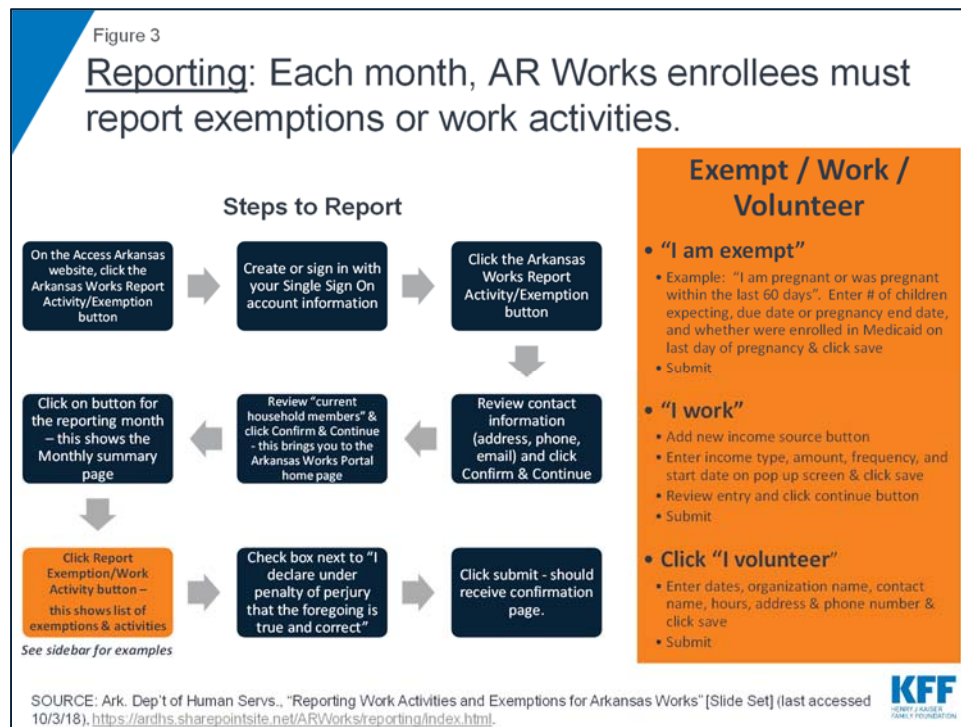 Figure 3
Reporting: Each month, AR Works enrollees must
report exemptions or work activities.
Steps to Report
On the Access Arkansas
website, click the
Arkansas Works Report
Activity/Exemption
button
Create or sign in with
your Single Sign On
account information
Click the Arkansas
Works Report
Activity/Exemption
button
Review contact
information
(address, phone,
email) and click
Confirm & Continue
Review “current
household members” &
click Confirm & Continue
- this brings you to the
Arkansas Works Portal
home page
Click on button for
the reporting month
– this shows the
Monthly summary
page
Click Report
Exemption/Work
Activity button –
this shows list of
exemptions & activities
See sidebar for examples
Check box next to “I
declare under
penalty of perjury
that the foregoing is
true and correct”
Click submit - should
receive confirmation
page.
Exempt / Work /
Volunteer
• “I am exempt”
• Example: “I am pregnant or was pregnant
within the last 60 days”. Enter # of children
expecting, due date or pregnancy end date,
and whether were enrolled in Medicaid on
last day of pregnancy & click save
• Submit
• “I work”
• Add new income source button
• Enter income type, amount, frequency, and
start date on pop up screen & click save
• Review entry and click continue button
• Submit
• Click “I volunteer”
• Enter dates, organization name, contact
name, hours, address & phone number &
click save
• Submit
SOURCE: Ark. Dep’t of Human Servs., “Reporting Work Activities and Exemptions for Arkansas Works” [Slide Set] (last accessed
10/3/18), https://ardhs.sharepointsite.net/ARWorks/reporting/index.html.
KFF
HENRY J KAISER
FAMILY FOUNDATION